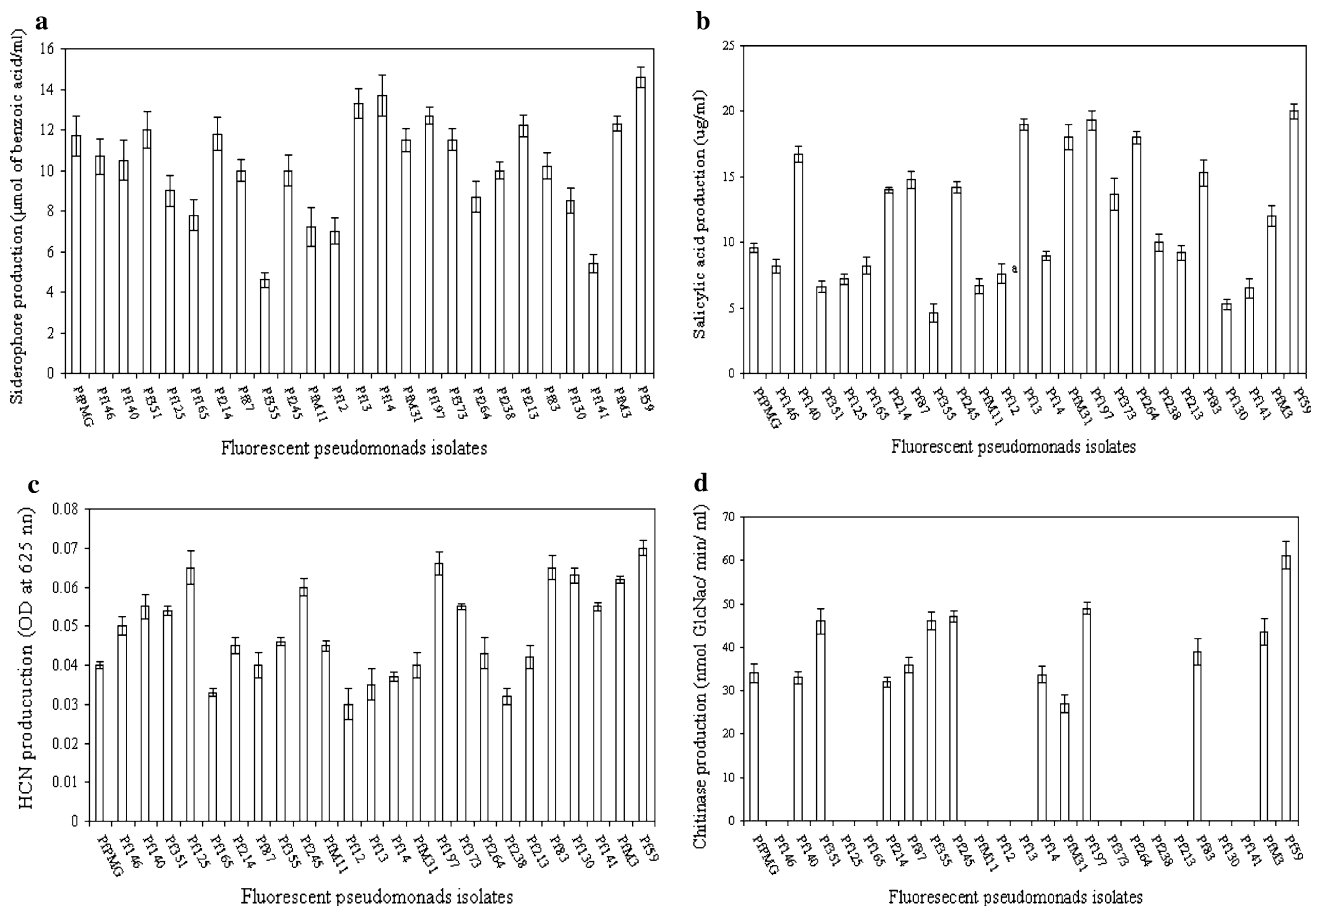 a
Siderophore production (µmol of benzoic acid/ml)
16
14
12
10
8
6
4
2
0
PfPMG
Pf146
Pf140
Pf351
Pf125
Pf165
Pf214
Pf87
Pf355
Pf245
PfM11
Pf12
Pf13
Pf14
PfM31
Pf197
Pf373
Pf264
Pf238
Pf213
Pf83
Pf130
Pf141
PfM3
Pf59
Fluorescent pseudomonads isolates
b
Salicylic acid production (ug/ml)
25
20
15
10
5
0
a
PfPMG
Pf146
Pf140
Pf351
Pf125
Pf165
Pf214
Pf87
Pf355
Pf245
PfM11
Pf12
Pf13
Pf14
PfM31
Pf197
Pf373
Pf264
Pf238
Pf213
Pf83
Pf130
Pf141
PfM3
Pf59
Fluorescent pseudomonads isolates
c
HCN producuction (OD at 625 nn)
0.08
0.07
0.06
0.05
0.04
0.03
0.02
0.01
0
PfPMG
Pf146
Pf140
Pf351
Pf125
Pf165
Pf214
Pf87
Pf355
Pf245
PfM11
Pf12
Pf13
Pf14
PfM31
Pf197
Pf373
Pf264
Pf238
Pf213
Pf83
Pf130
Pf141
PfM3
Pf59
Fluorescent pseudomonads isolates
d
Chitinase production (nmol GlcNac/ min/ ml)
70
60
50
40
30
20
10
0
PfPMG
Pf146
Pf140
Pf351
Pf125
Pf165
Pf214
Pf87
Pf355
Pf245
PfM11
Pf12
Pf13
Pf14
PfM31
Pf197
Pf373
Pf264
Pf238
Pf213
Pf83
Pf130
Pf141
PfM3
Pf59
Fluoresecent pseudomonads isolates